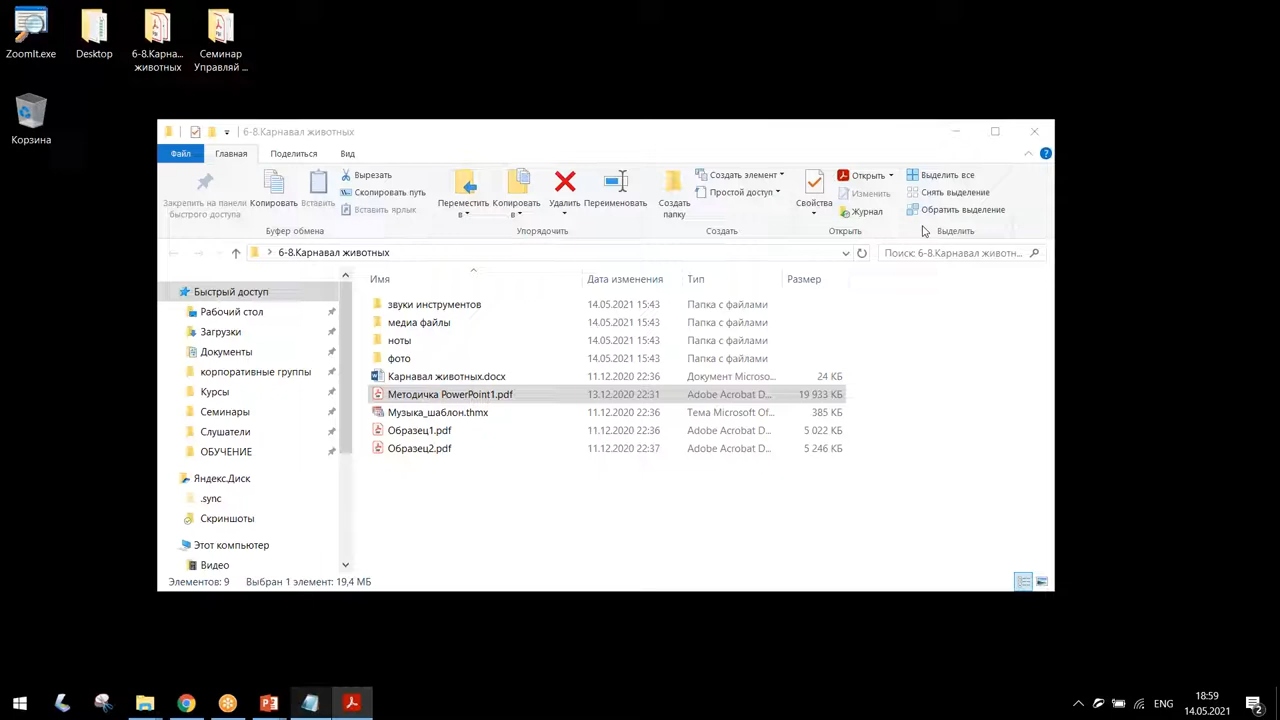 ZoomIt.exe
Desktop
6-8.Карна...
животных
Семинар
Управляй ...
Корзина
6-8.Карнавал животных
Файл
Главная
Поделиться
Вид
Закрепить на панели
быстрого доступа
Копировать
Вставить
Вырезать
Скопировать путь
Вставить ярлык
Буфер обмена
Переместить
в
Копировать
в
Удалить
Переименовать
Упорядочить
Создать
папку
Создать элемент
Простой доступ
Создать
Свойства
Открыть
Изменить
Журнал
Открыть
Выделить все
Снять выделение
Обратить выделение
Выделить
6-8.Карнавал животных
Поиск: 6-8.Карнавал животн...
Имя Дата изменения Тип Размер
звуки инструментов 14.05.2021 15:43 Папка с файлами
медиа файлы 14.05.2021 15:43 Папка с файлами
ноты 14.05.2021 15:43 Папка с файлами
фото 14.05.2021 15:43 Папка с файлами
Карнавал животных.docx 11.12.2020 22:36 Документ Microso... 24 КБ
Методичка PowerPoint1.pdf 13.12.2020 22:31 Adobe Acrobat D... 19 933 КБ
Музыка_шаблон.thmx 11.12.2020 22:36 Тема Microsoft Of... 385 КБ
Образец1.pdf 11.12.2020 22:36 Adobe Acrobat D... 5 022 КБ
Образец2.pdf 11.12.2020 22:37 Adobe Acrobat D... 5 246 КБ
Быстрый доступ
Рабочий стол
Загрузки
Документы
корпоративные группы
Курсы
Семинары
Слушатели
ОБУЧЕНИЕ
Яндекс.Диск
.sync
Скриншоты
Этот компьютер
Видео
Элементов: 9 Выбран 1 элемент: 19,4 МБ
ENG
18:59
14.05.2021
2